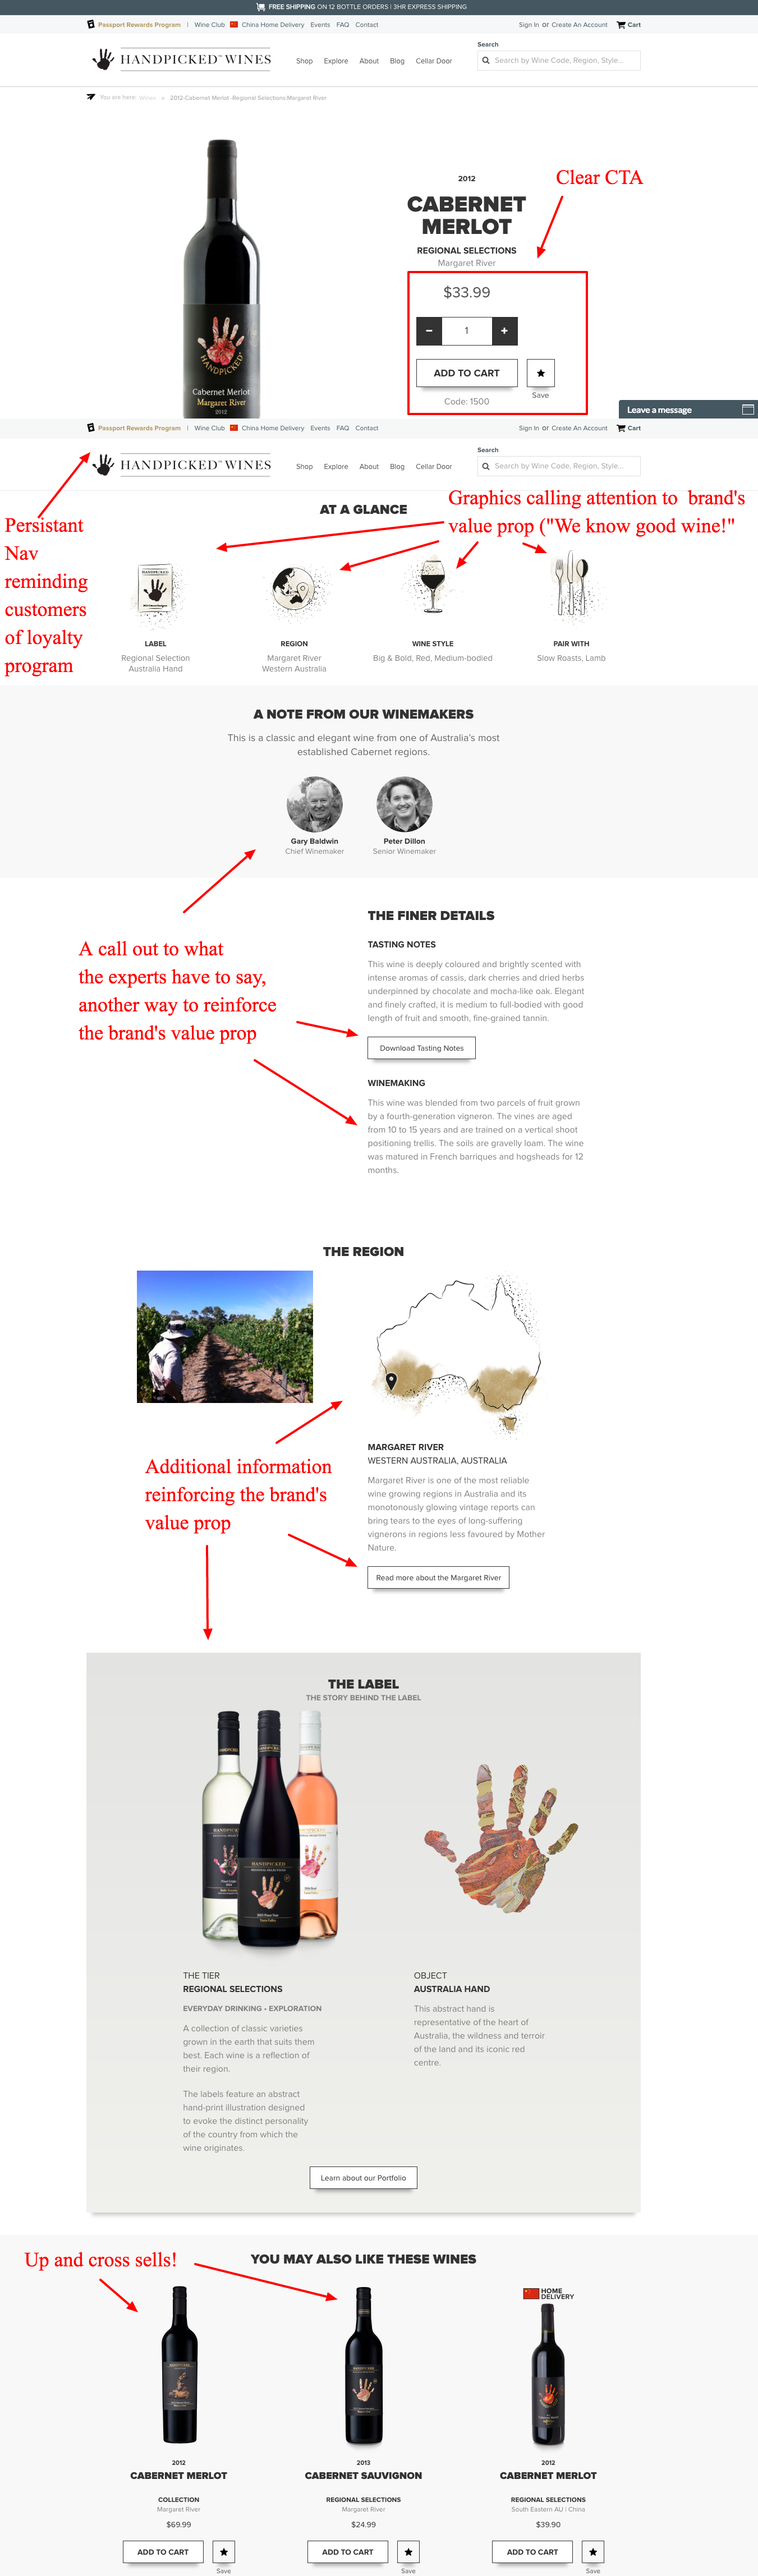 FREE SHIPPING ON 12 BOTTLE ORDERS | 3HR EXPRESS SHIPPING
Passport Rewards Program | Wine Club China Home Delivery Events FAQ Contact Sign In or Create An Account Cart
Search
HANDPICKED™WINES Shop Explore About Blog Cellar Door Search by Wine Code, Region, Style...
You are here: Wines > 2012-Cabernet Merlot -Regional Selections:Margaret River
Clear CTA
2012
CABERNET
MERLOT
REGIONAL SELECTIONS
Margaret River
$33.99
− 1 +
ADD TO CART
Save
Code: 1500
HANDPICKED
Cabernet Merlot
Margaret River
2012
Leave a message
Passport Rewards Program | Wine Club China Home Delivery Events FAQ Contact Sign In or Create An Account Cart
Search
HANDPICKED™WINES Shop Explore About Blog Cellar Door Search by Wine Code, Region, Style...
Persistant
Nav
reminding
customers
of loyalty
program
Graphics calling attention to brand's
value prop ("We know good wine!"
AT A GLANCE
HANDPICKED
LABEL
Regional Selection
Australia Hand
REGION
Margaret River
Western Australia
WINE STYLE
Big & Bold, Red, Medium-bodied
PAIR WITH
Slow Roasts, Lamb
A NOTE FROM OUR WINEMAKERS
This is a classic and elegant wine from one of Australia's most
established Cabernet regions.
Gary Baldwin
Chief Winemaker
Peter Dillon
Senior Winemaker
A call out to what
the experts have to say,
another way to reinforce
the brand's value prop
THE FINER DETAILS
TASTING NOTES
This wine is deeply coloured and brightly scented with
intense aromas of cassis, dark cherries and dried herbs
underpinned by chocolate and mocha-like oak. Elegant
and finely crafted, it is medium to full-bodied with good
length of fruit and smooth, fine-grained tannin.
Download Tasting Notes
WINEMAKING
This wine was blended from two parcels of fruit grown
by a fourth-generation vigneron. The vines are aged
from 10 to 15 years and are trained on a vertical shoot
positioning trellis. The soils are gravelly loam. The wine
was matured in French barriques and hogsheads for 12
months.
THE REGION
Additional information
reinforcing the brand's
value prop
MARGARET RIVER
WESTERN AUSTRALIA, AUSTRALIA
Margaret River is one of the most reliable
wine growing regions in Australia and its
monotonously glowing vintage reports can
bring tears to the eyes of long-suffering
vignerons in regions less favoured by Mother
Nature.
Read more about the Margaret River
THE LABEL
THE STORY BEHIND THE LABEL
HANDPICKED
REGIONAL SELECTIONS
THE TIER
REGIONAL SELECTIONS
EVERYDAY DRINKING - EXPLORATION
A collection of classic varieties
grown in the earth that suits them
best. Each wine is a reflection of
their region.
The labels feature an abstract
hand-print illustration designed
to evoke the distinct personality
of the country from which the
wine originates.
OBJECT
AUSTRALIA HAND
This abstract hand is
representative of the heart of
Australia, the wildness and terroir
of the land and its iconic red
centre.
Learn about our Portfolio
Up and cross sells!
YOU MAY ALSO LIKE THESE WINES
HOME
DELIVERY
2012
CABERNET MERLOT
COLLECTION
Margaret River
$69.99
ADD TO CART
Save
2013
CABERNET SAUVIGNON
REGIONAL SELECTIONS
Margaret River
$24.99
ADD TO CART
Save
2012
CABERNET MERLOT
REGIONAL SELECTIONS
South Eastern AU | China
$39.90
ADD TO CART
Save